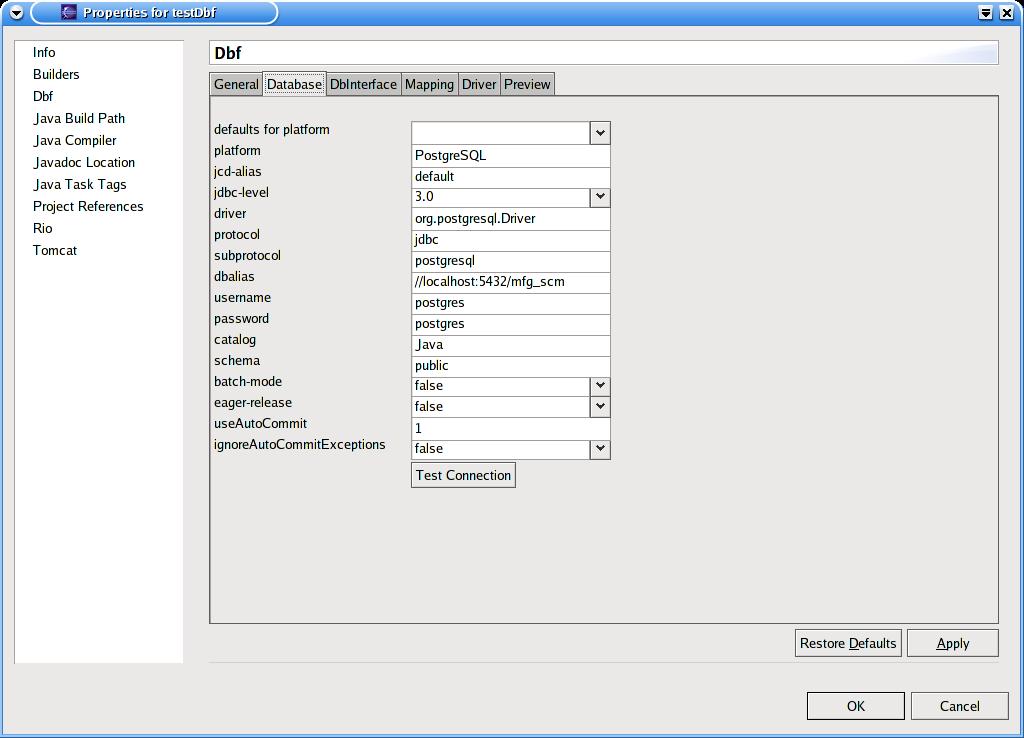 Properties for testDbf
Info
Builders
Dbf
Java Build Path
Java Compiler
Javadoc Location
Java Task Tags
Project References
Rio
Tomcat
Dbf
General Database DbInterface Mapping Driver Preview
defaults for platform
platform PostgreSQL
jcd-alias default
jdbc-level 3.0
driver org.postgresql.Driver
protocol jdbc
subprotocol postgresql
dbalias //localhost:5432/mfg_scm
username postgres
password postgres
catalog Java
schema public
batch-mode false
eager-release false
useAutoCommit 1
ignoreAutoCommitExceptions false
Test Connection
Restore Defaults Apply
OK Cancel